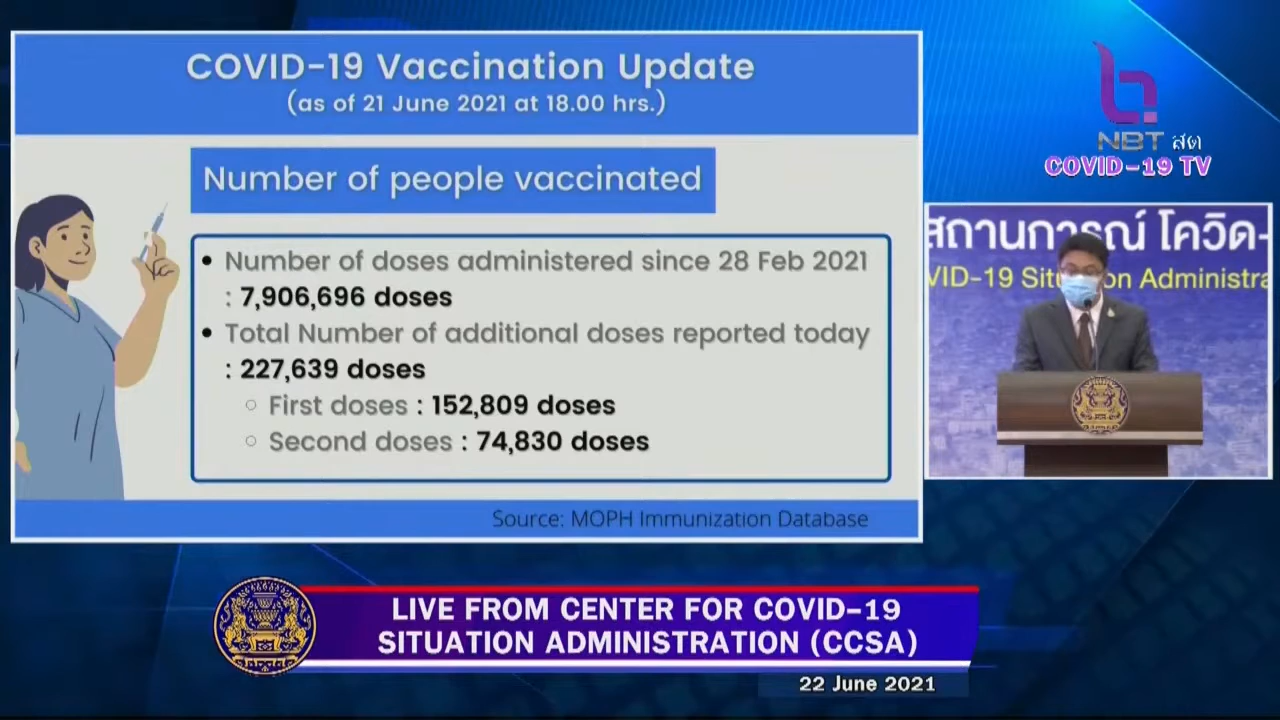 COVID-19 Vaccination Update
(as of 21 June 2021 at 18.00 hrs.)
Number of people vaccinated
• Number of doses administered since 28 Feb 2021
: 7,906,696 doses
• Total Number of additional doses reported today
: 227,639 doses
○ First doses : 152,809 doses
○ Second doses : 74,830 doses
Source: MOPH Immunization Database
NBT สด
COVID-19 TV
สถานการณ์ โควิด-
VID-19 Situ on Administra
LIVE FROM CENTER FOR COVID-19
SITUATION ADMINISTRATION (CCSA)
22 June 2021